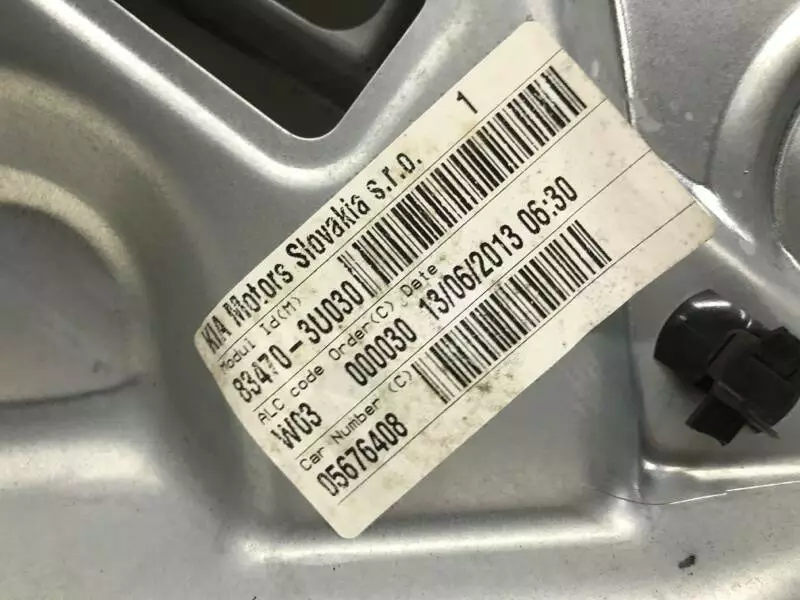 KIA Motors Slovakia s.r.o. 1
Modul Id(M)
83470-3U030
ALC code Order(C) Date
W03 000030 13/06/2013 06:30
Car Number (C)
05676408